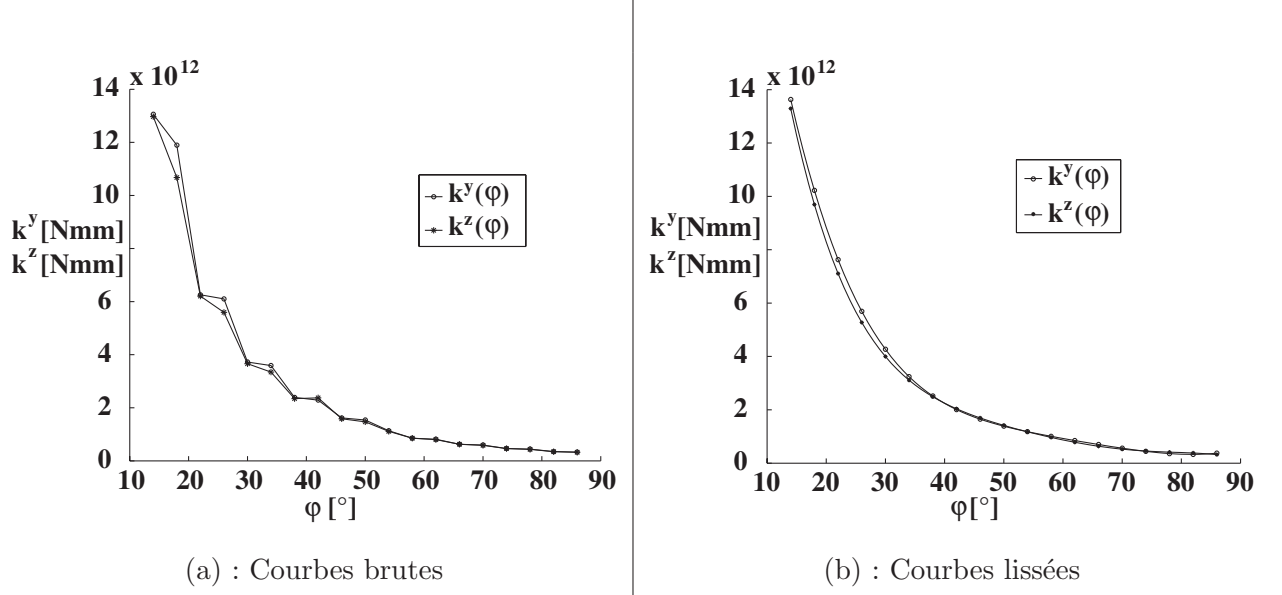 x 10^12
14
12
10
k^y [Nmm]
k^z [Nmm]
6
4
2
0
10 20 30 40 50 60 70 80 90
φ [°]
k^y(φ)
k^z(φ)
(a) : Courbes brutes
x 10^12
14
12
10
k^y [Nmm]
k^z [Nmm]
6
4
2
0
10 20 30 40 50 60 70 80 90
φ[°]
k^y(φ)
k^z(φ)
(b) : Courbes lissées